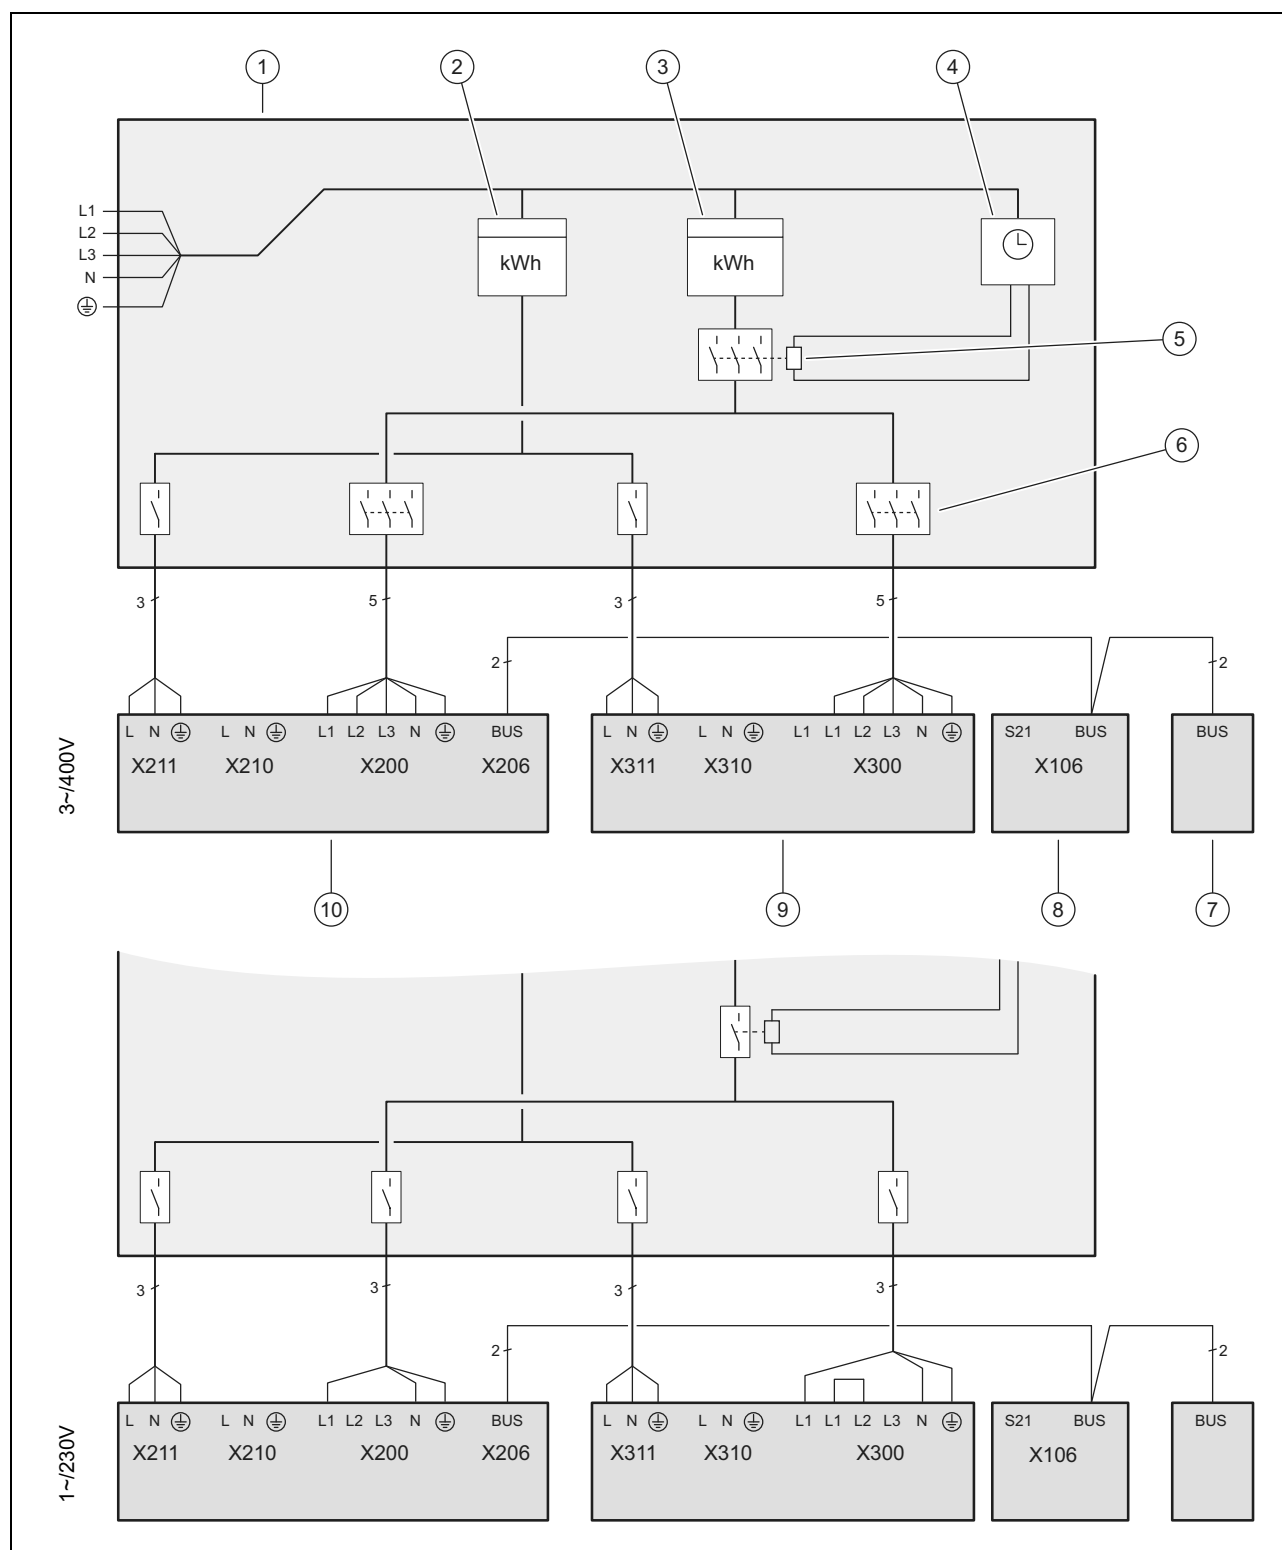 1 2 3 4
L1
L2
L3
N
kWh kWh
5
6
3 5 3 5
2 2
L N L N L1 L2 L3 N BUS L N L N L1 L1 L2 L3 N S21 BUS BUS
X211 X210 X200 X206 X311 X310 X300 X106
3~/400V
10 9 8 7
3 3 3 3
2 2
L N L N L1 L2 L3 N BUS L N L N L1 L1 L2 L3 N S21 BUS BUS
X211 X210 X200 X206 X311 X310 X300 X106
1~/230V